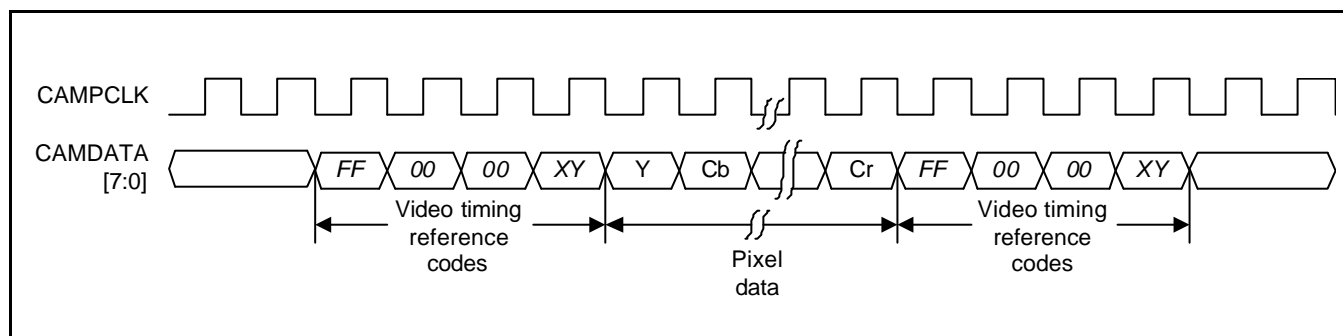 CAMPCLK
CAMDATA
[7:0]
FF 00 00 XY Y Cb Cr FF 00 00 XY
Video timing
reference
codes
Pixel
data
Video timing
reference
codes